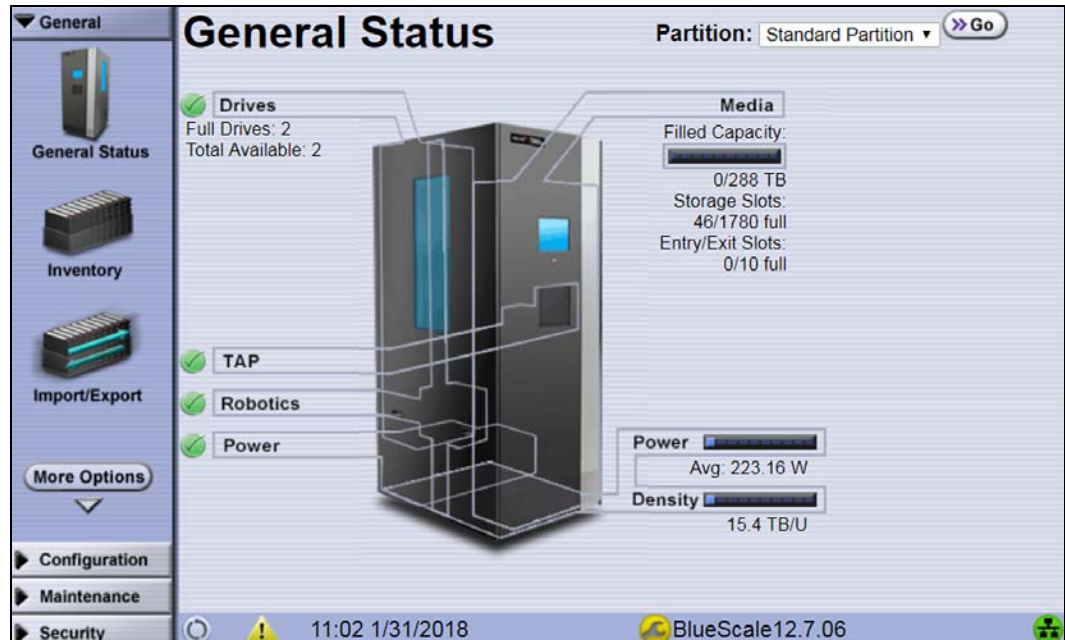 General
General Status
Partition:
Standard Partition
Go
General Status
Inventory
Import/Export
More Options
Configuration
Maintenance
Security
Drives
Full Drives: 2
Total Available: 2
TAP
Robotics
Power
Media
Filled Capacity:
0/288 TB
Storage Slots:
46/1780 full
Entry/Exit Slots:
0/10 full
Power
Avg: 223.16 W
Density
15.4 TB/U
11:02 1/31/2018
BlueScale12.7.06